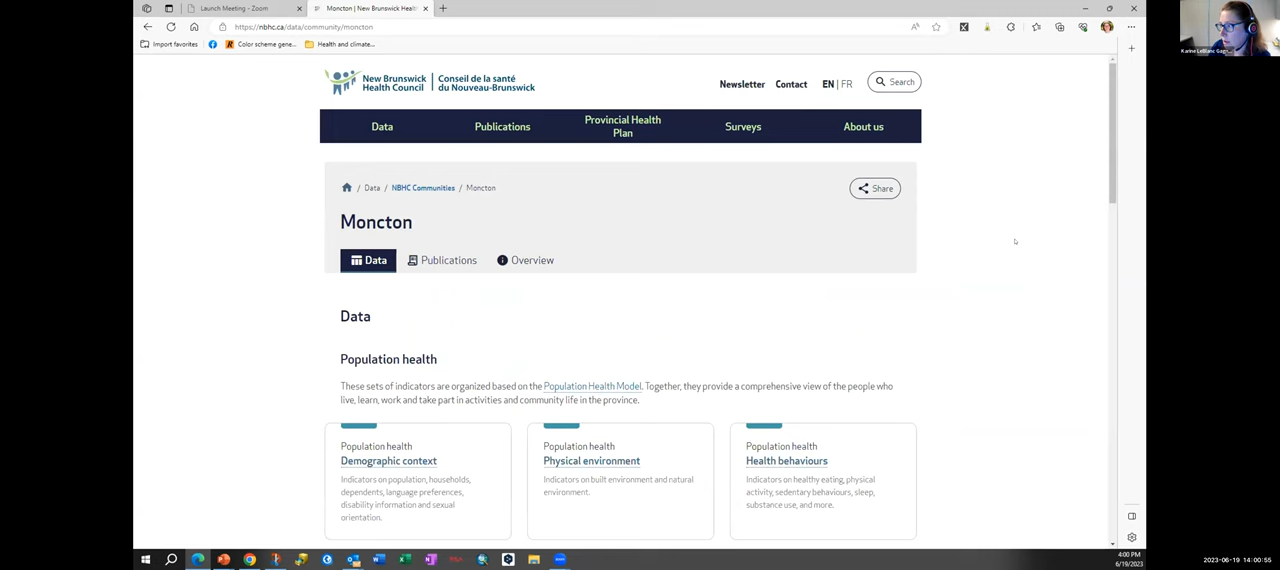 Launch Meeting - Zoom
Moncton | New Brunswick Health C
https://nbhc.ca/data/community/moncton
Import favorites
Color scheme gene...
Health and climate...
Karine LeBlanc Gagn...
New Brunswick
Health Council
Conseil de la santé
du Nouveau-Brunswick
Newsletter
Contact
EN | FR
Search
Data
Publications
Provincial Health
Plan
Surveys
About us
/ Data / NBHC Communities / Moncton
Share
Moncton
Data
Publications
Overview
Data
Population health
These sets of indicators are organized based on the Population Health Model. Together, they provide a comprehensive view of the people who
live, learn, work and take part in activities and community life in the province.
Population health
Demographic context
Indicators on population, households,
dependents, language preferences,
disability information and sexual
orientation.
Population health
Physical environment
Indicators on built environment and natural
environment.
Population health
Health behaviours
Indicators on healthy eating, physical
activity, sedentary behaviours, sleep,
substance use, and more.
4:00 PM
6/19/2023
2023-06-19 14:00:55